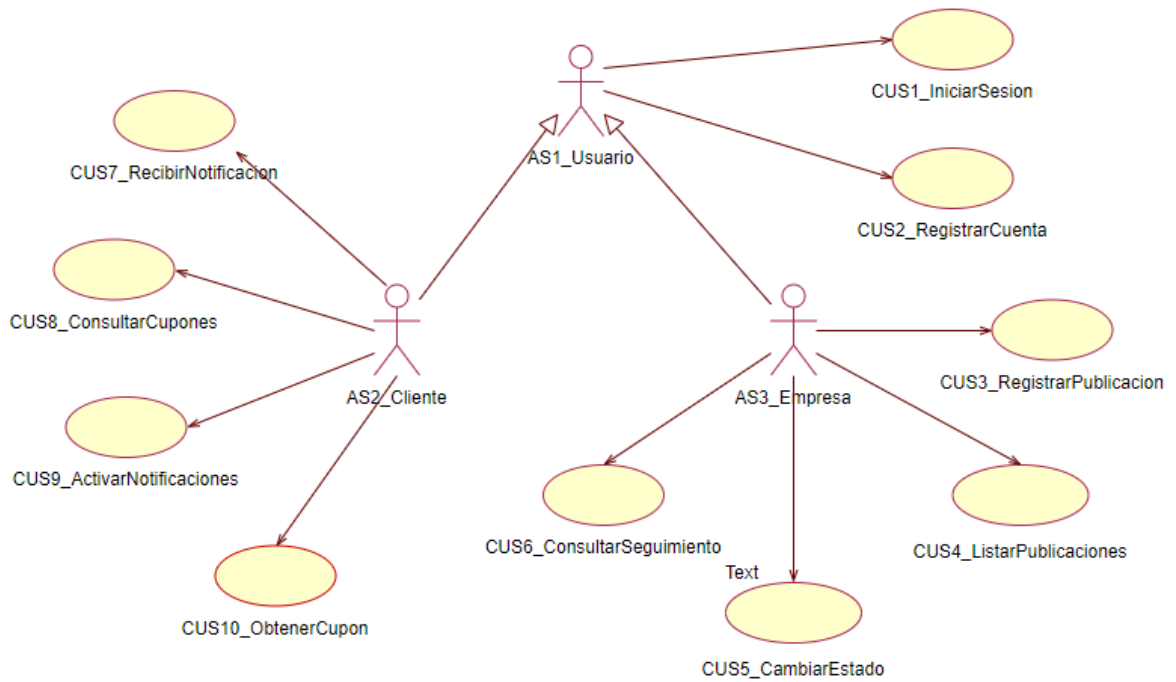 CUS1_IniciarSesion
AS1_Usuario
CUS7_RecibirNotificacion
CUS2_RegistrarCuenta
CUS8_ConsultarCupones
AS2_Cliente
AS3_Empresa
CUS3_RegistrarPublicacion
CUS9_ActivarNotificaciones
CUS6_ConsultarSeguimiento
CUS4_ListarPublicaciones
Text
CUS10_ObtenerCupon
CUS5_CambiarEstado